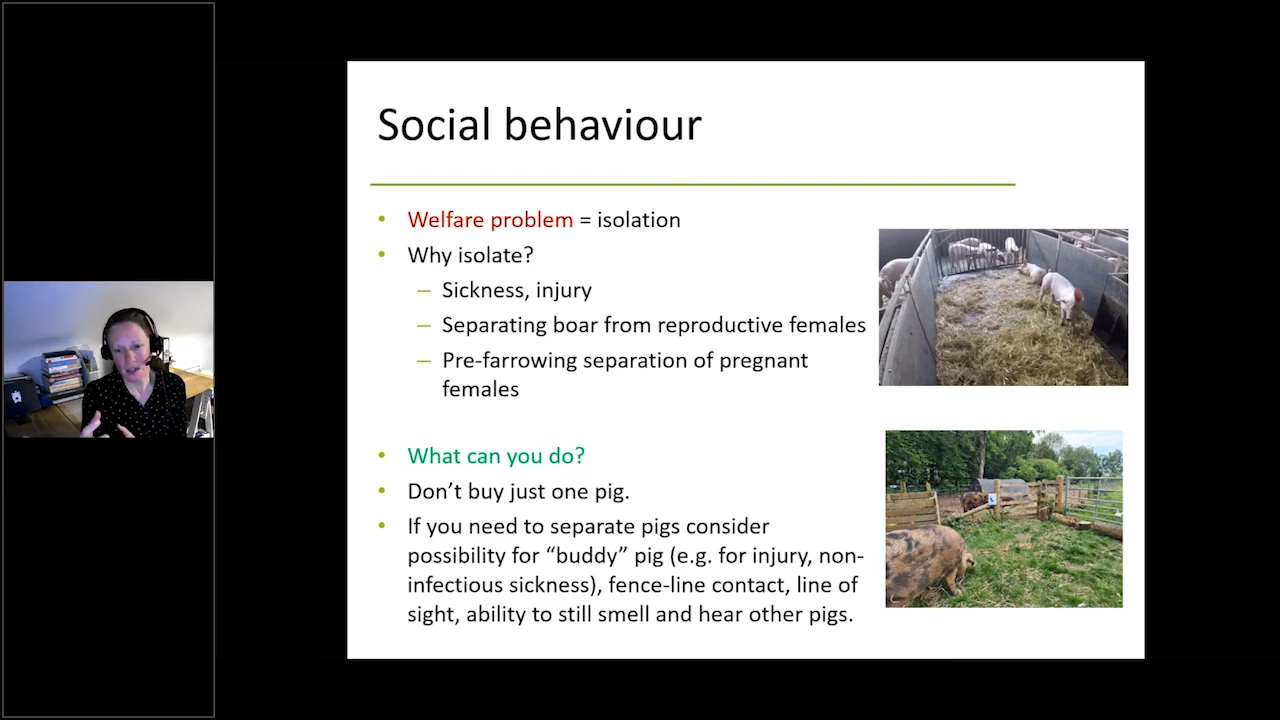 Social behaviour
• Welfare problem = isolation
• Why isolate?
– Sickness, injury
– Separating boar from reproductive females
– Pre-farrowing separation of pregnant
females
• What can you do?
• Don’t buy just one pig.
• If you need to separate pigs consider
possibility for “buddy” pig (e.g. for injury, non-
infectious sickness), fence-line contact, line of
sight, ability to still smell and hear other pigs.